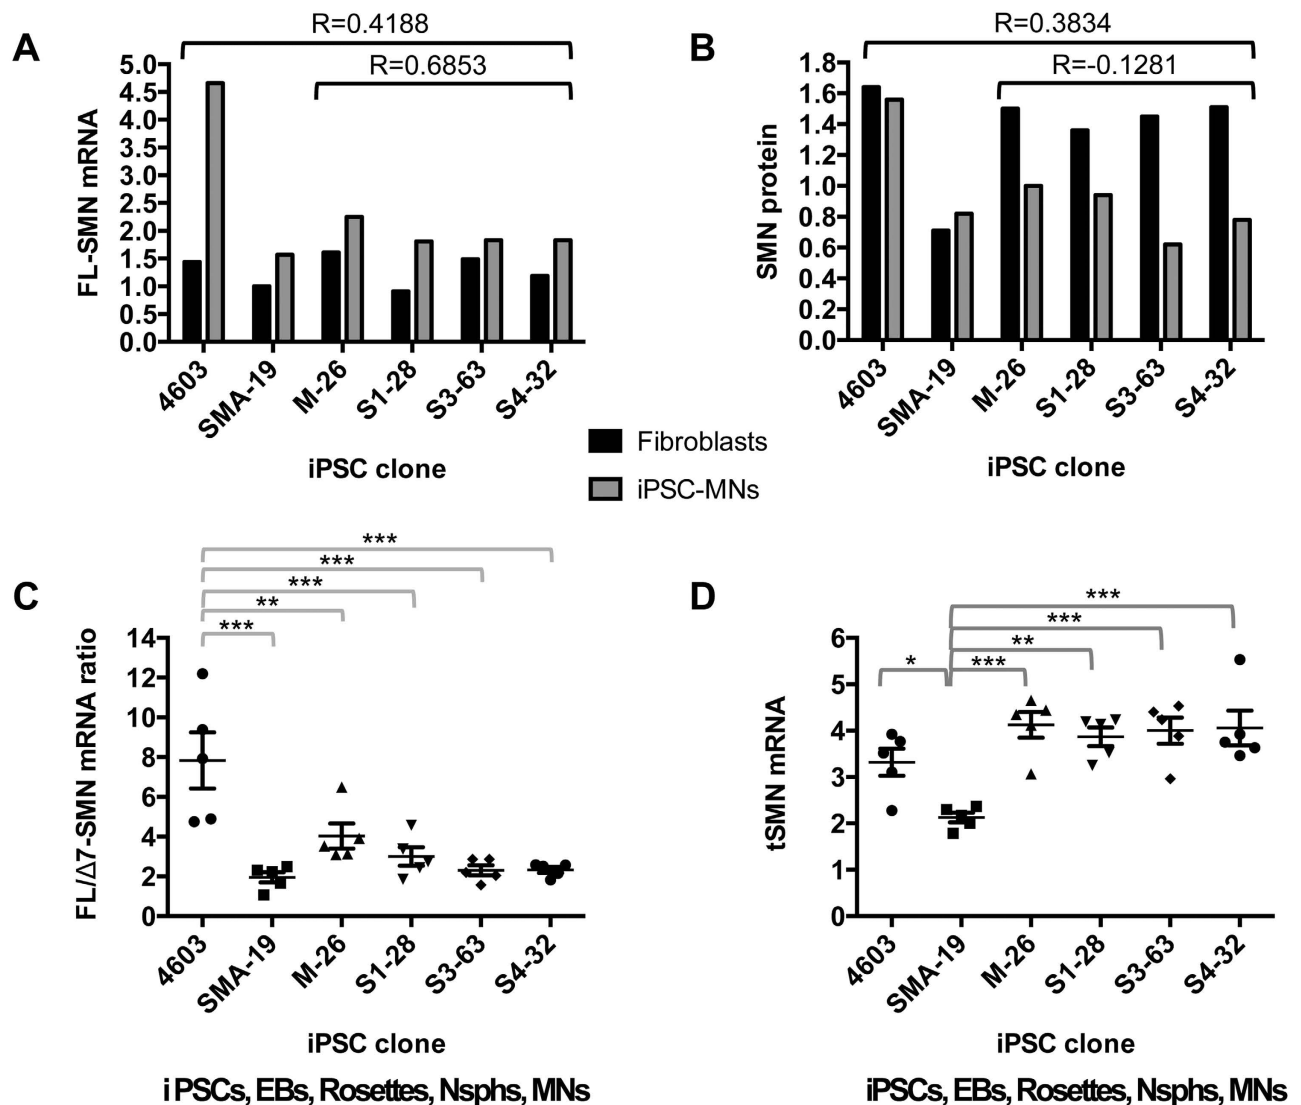 A
R=0.4188
R=0.6853
5.0
4.5
4.0
3.5
3.0
2.5
2.0
1.5
1.0
0.5
0.0
FL-SMN mRNA
4603
SMA-19
M-26
S1-28
S3-63
S4-32
iPSC clone
B
R=0.3834
R=-0.1281
1.8
1.6
1.4
1.2
1.0
0.8
0.6
0.4
0.2
0.0
SMN protein
4603
SMA-19
M-26
S1-28
S3-63
S4-32
iPSC clone
Fibroblasts
iPSC-MNs
C
***
***
***
**
***
14
12
10
8
6
4
2
0
FL/Δ7-SMN mRNA ratio
4603
SMA-19
M-26
S1-28
S3-63
S4-32
iPSC clone
i PSCs, EBs, Rosettes, Nsphs, MNs
D
***
***
**
*
***
6
5
4
3
2
1
0
tSMN mRNA
4603
SMA-19
M-26
S1-28
S3-63
S4-32
iPSC clone
iPSCs, EBs, Rosettes, Nsphs, MNs